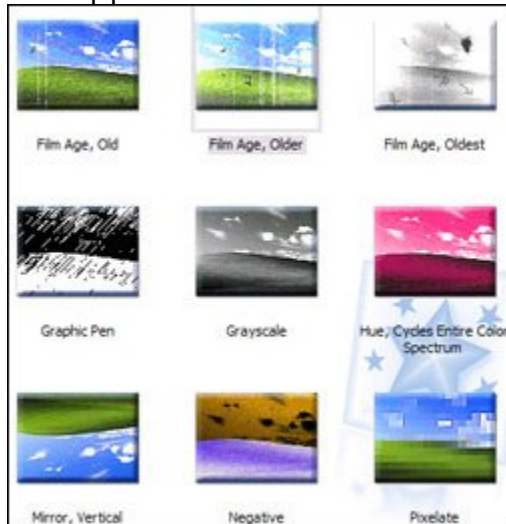 Film Age, Old
Film Age, Older
Film Age, Oldest
Graphic Pen
Grayscale
Hue, Cycles Entire Color
Spectrum
Mirror, Vertical
Negative
Pixelate